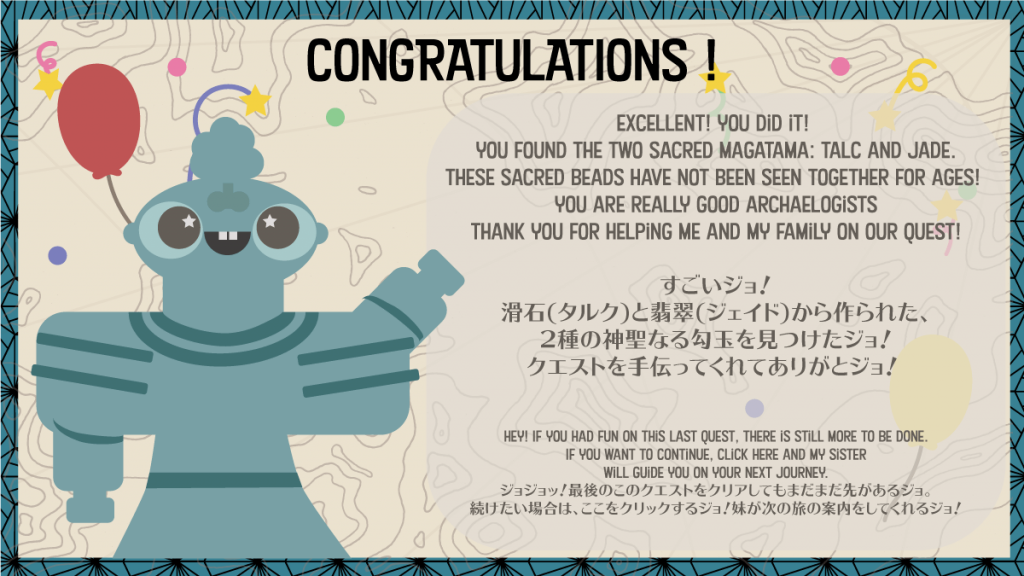 CONGRATULATIONS !
EXCELLENT! YOU DID IT!
YOU FOUND THE TWO SACRED MAGATAMA: TALC AND JADE.
THESE SACRED BEADS HAVE NOT BEEN SEEN TOGETHER FOR AGES!
YOU ARE REALLY GOOD ARCHAELOGISTS
THANK YOU FOR HELPING ME AND MY FAMILY ON OUR QUEST!
すごいジョ!
滑石(タルク)と翡翠(ジェイド)から作られた、
2種の神聖なる勾玉を見つけたジョ!
クエストを手伝ってくれてありがとジョ!
HEY! IF YOU HAD FUN ON THIS LAST QUEST, THERE IS STILL MORE TO BE DONE.
IF YOU WANT TO CONTINUE, CLICK HERE AND MY SISTER
WILL GUIDE YOU ON YOUR NEXT JOURNEY.
ジョジョッ!最後のこのクエストをクリアしてもまだまだ先があるジョ。
続けたい場合は、ここをクリックするジョ!妹が次の旅の案内をしてくれるジョ!